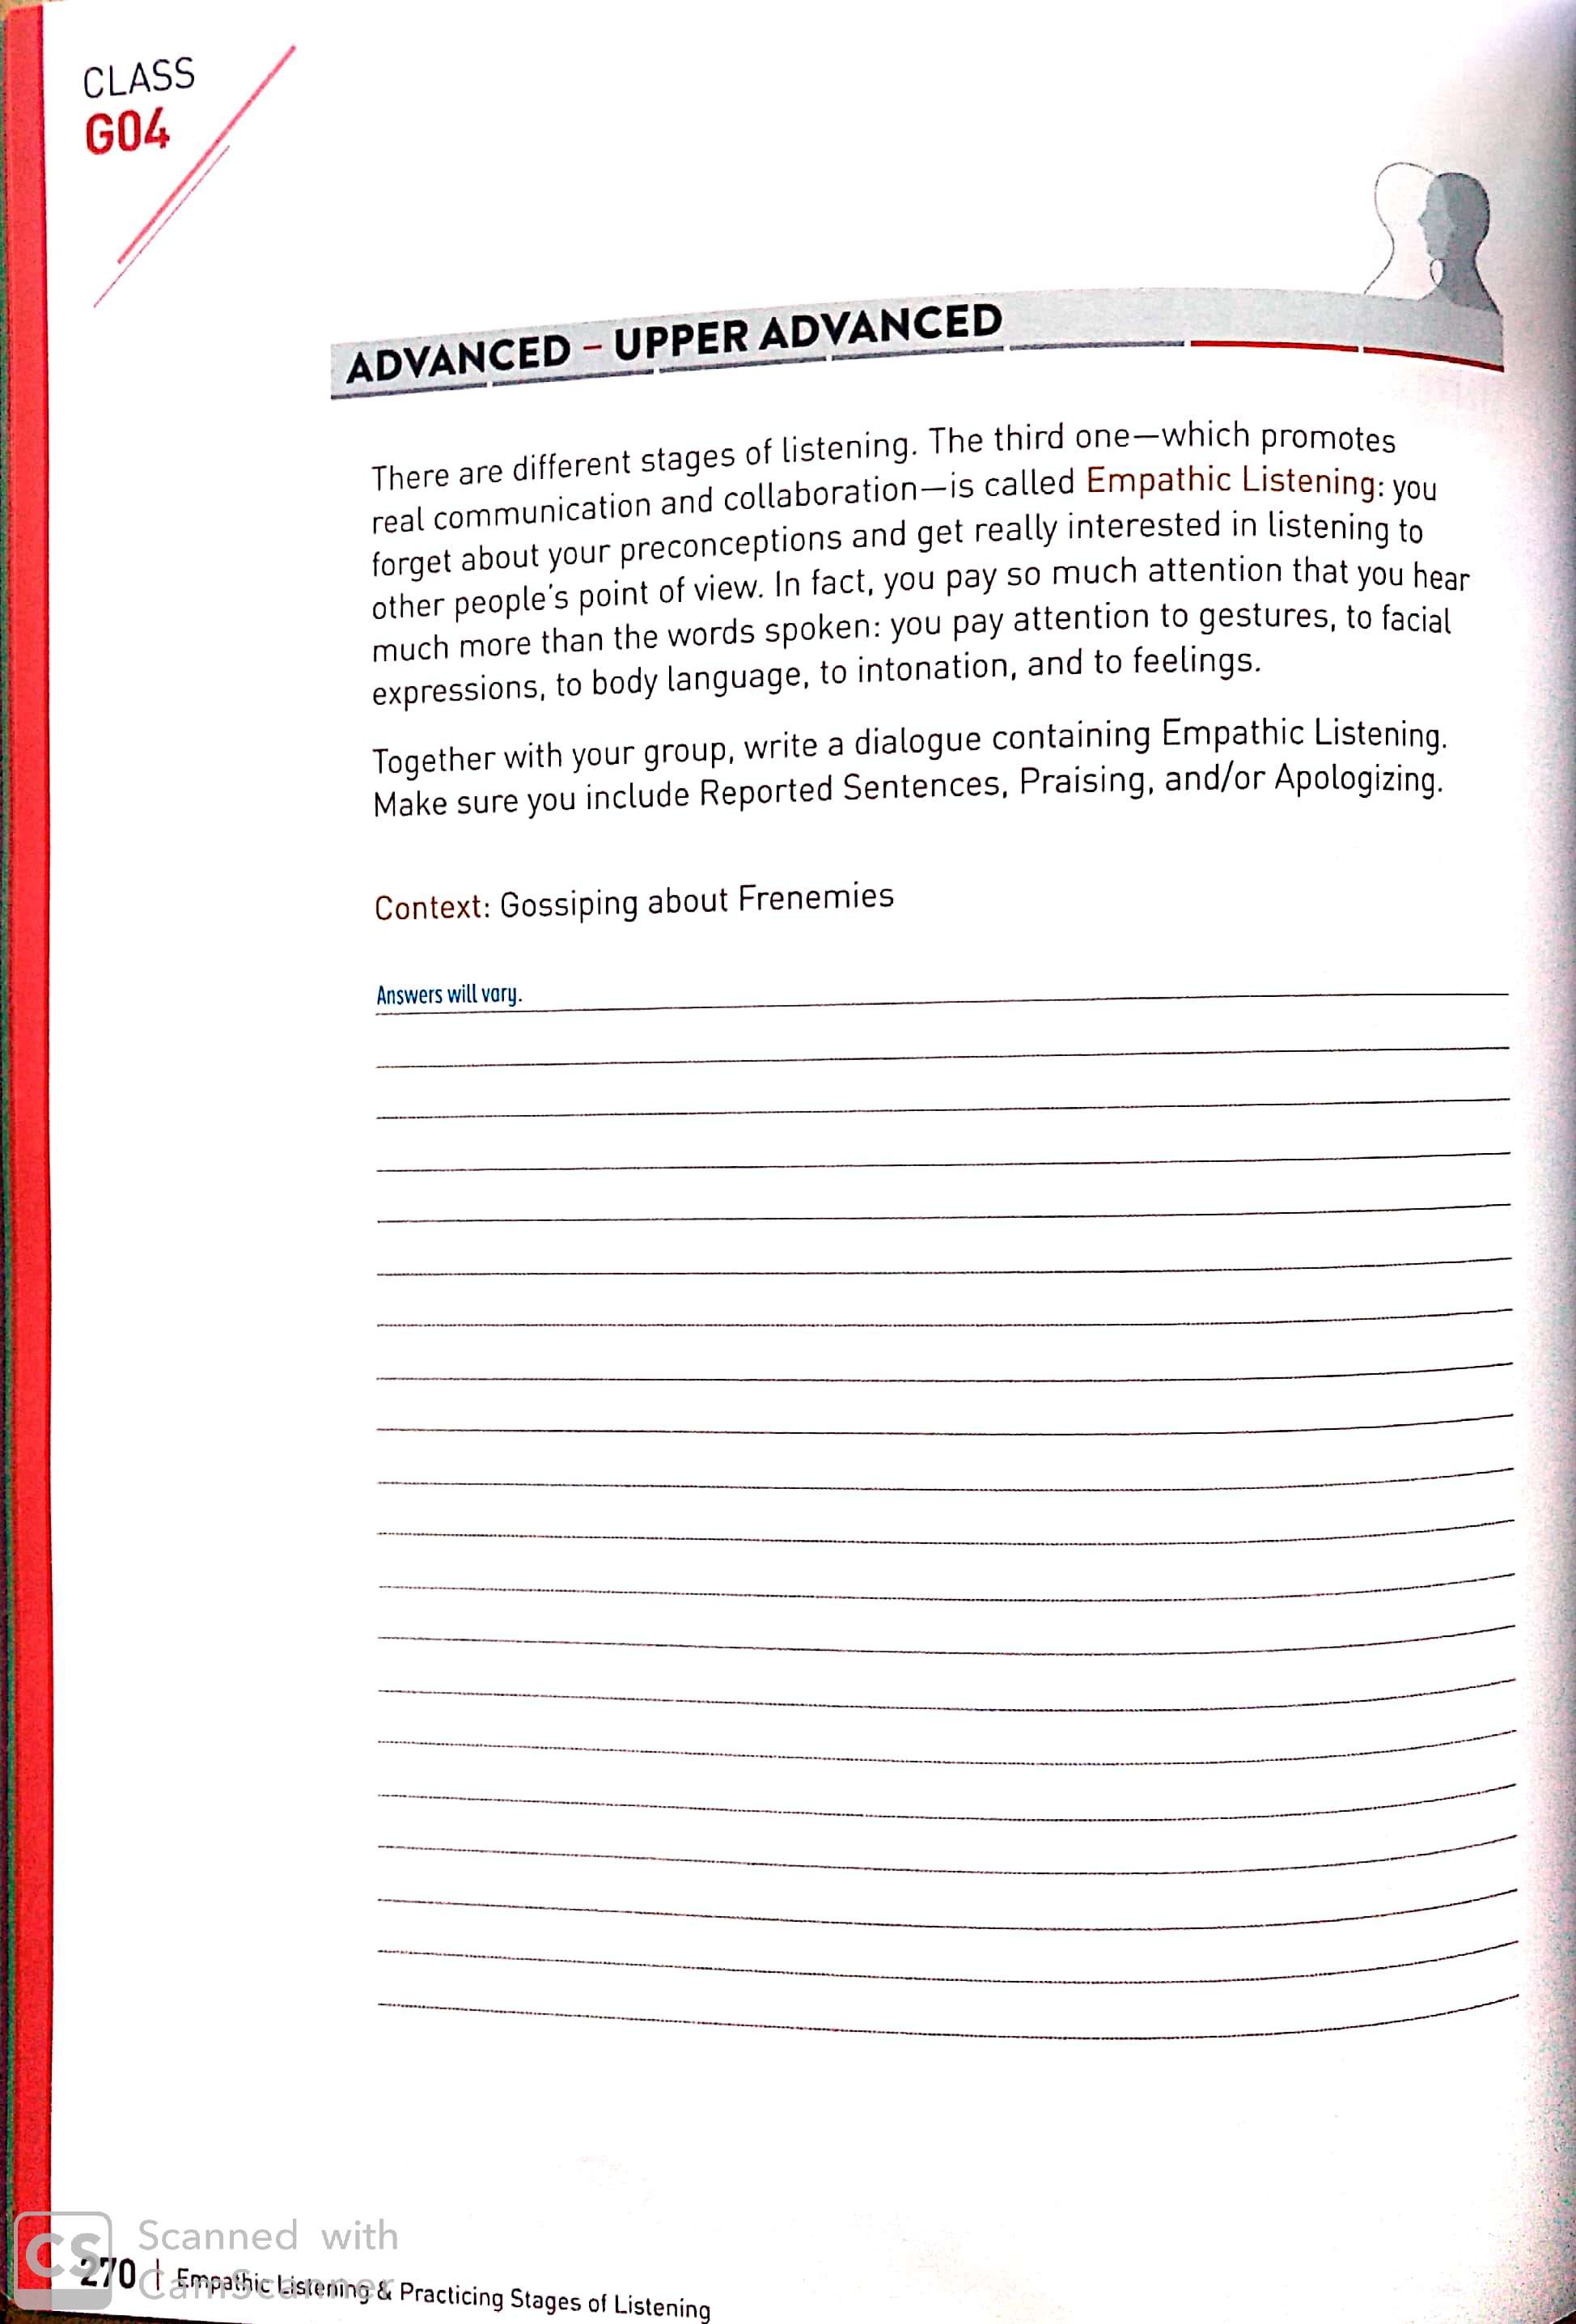 CLASS
G04
ADVANCED – UPPER ADVANCED
There are different stages of listening. The third one—which promotes
real communication and collaboration—is called Empathic Listening: you
forget about your preconceptions and get really interested in listening to
other people's point of view. In fact, you pay so much attention that you hear
much more than the words spoken: you pay attention to gestures, to facial
expressions, to body language, to intonation, and to feelings.
Together with your group, write a dialogue containing Empathic Listening.
Make sure you include Reported Sentences, Praising, and/or Apologizing.
Context: Gossiping about Frenemies
Answers will vary.
CS
Scanned with
CamScanner
270 | Empathic Listening & Practicing Stages of Listening